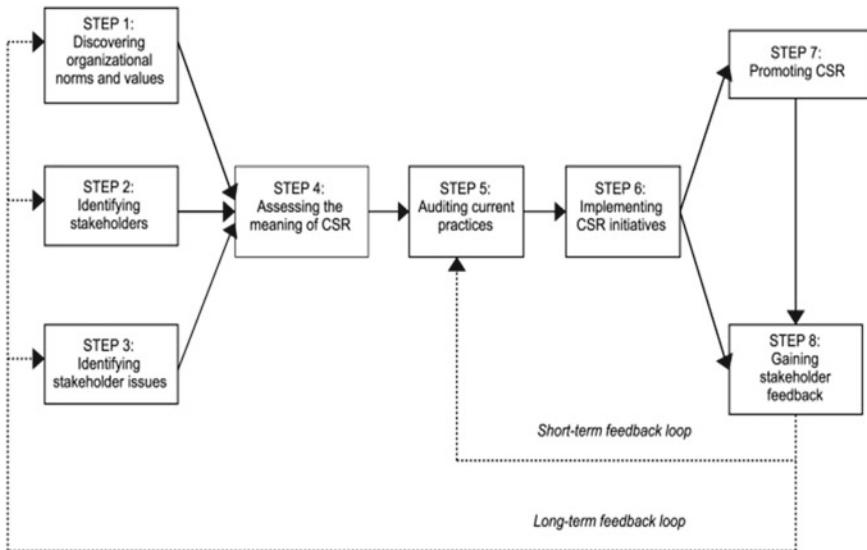 STEP 1:
Discovering
organizational
norms and values
STEP 2:
Identifying
stakeholders
STEP 3:
Identifying
stakeholder issues
STEP 4:
Assessing the
meaning of CSR
STEP 5:
Auditing current
practices
STEP 6:
Implementing
CSR initiatives
STEP 7:
Promoting CSR
STEP 8:
Gaining
stakeholder
feedback
Short-term feedback loop
Long-term feedback loop